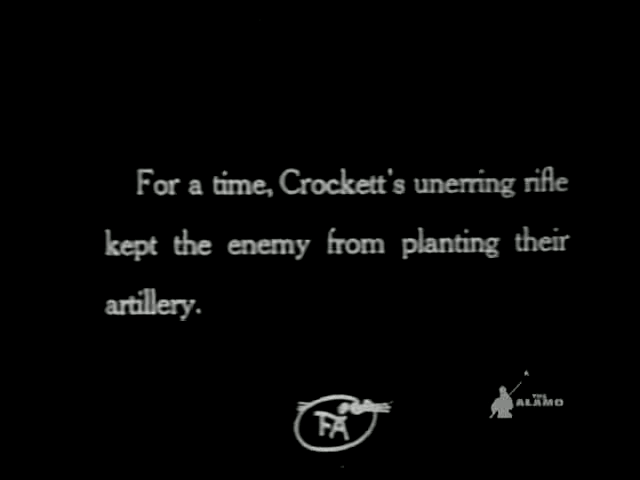 For a time, Crockett's unerring rifle
kept the enemy from planting their
artillery.
FA
THE
ALAMO